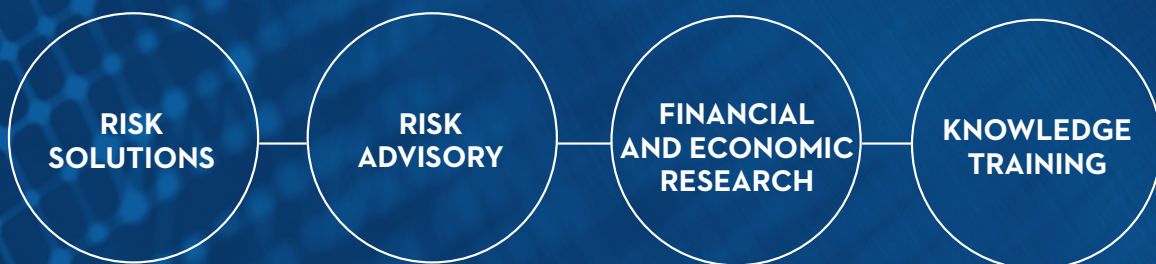 RISK
SOLUTIONS
RISK
ADVISORY
FINANCIAL
AND ECONOMIC
RESEARCH
KNOWLEDGE
TRAINING